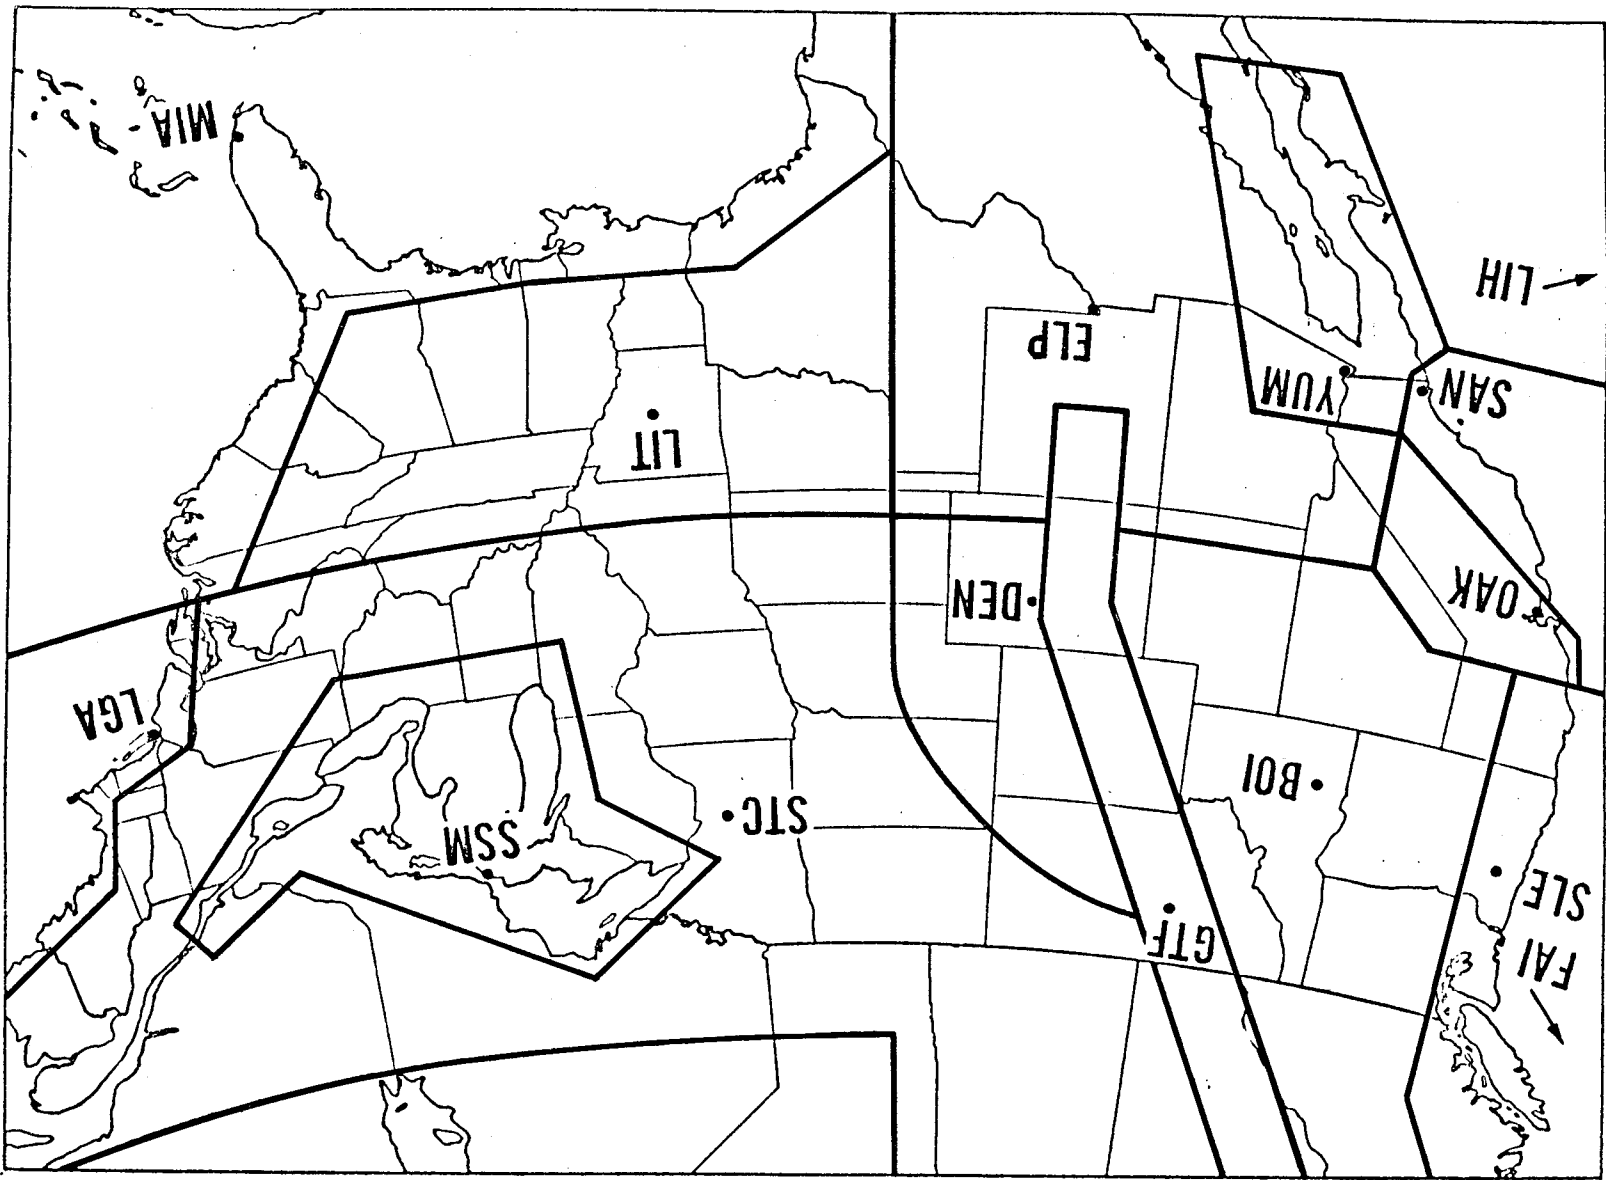 FAI
SLE
GTF
SSM
STC
BOI
LGA
DEN
OAK
LIT
YUM
SAN
ELP
LIH
MIA